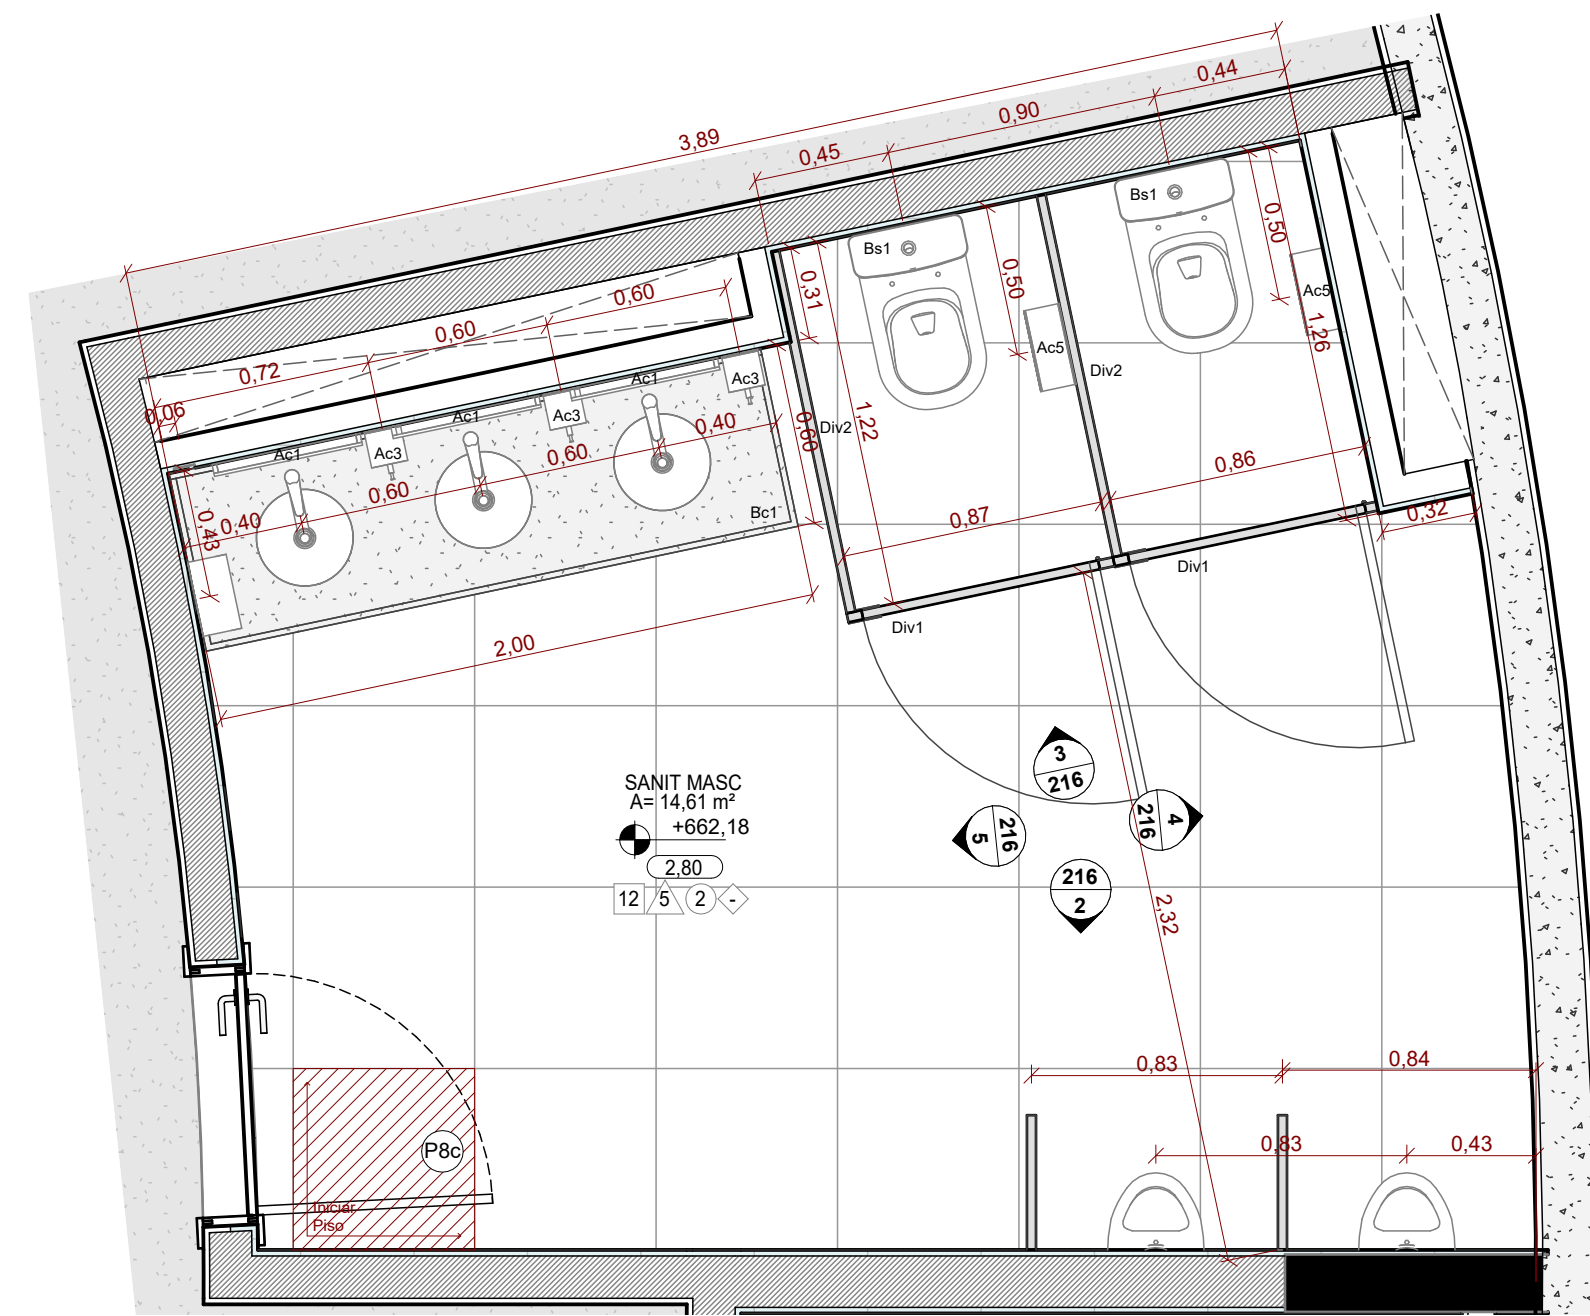 0,44
0,90
3,89
0,45
Bs1
Bs1
0,50
0,31
0,50
0,60
Ac5
0,60
1,26
Ac5
0,72
Div2
Ac1
Ac3
0,06
Ac1
Ac3
1,22
0,40
0,60
Div2
Ac1
Ac3
0,60
0,86
0,60
0,40
0,43
Bc1
0,87
0,32
Div1
Div1
2,00
SANIT MASC
A= 14,61 m²
+662,18
2,80
12
5
2
-
3
216
216
5
216
4
216
2
2,32
0,83
0,84
0,83
0,43
P8c
Iniciar
Piso